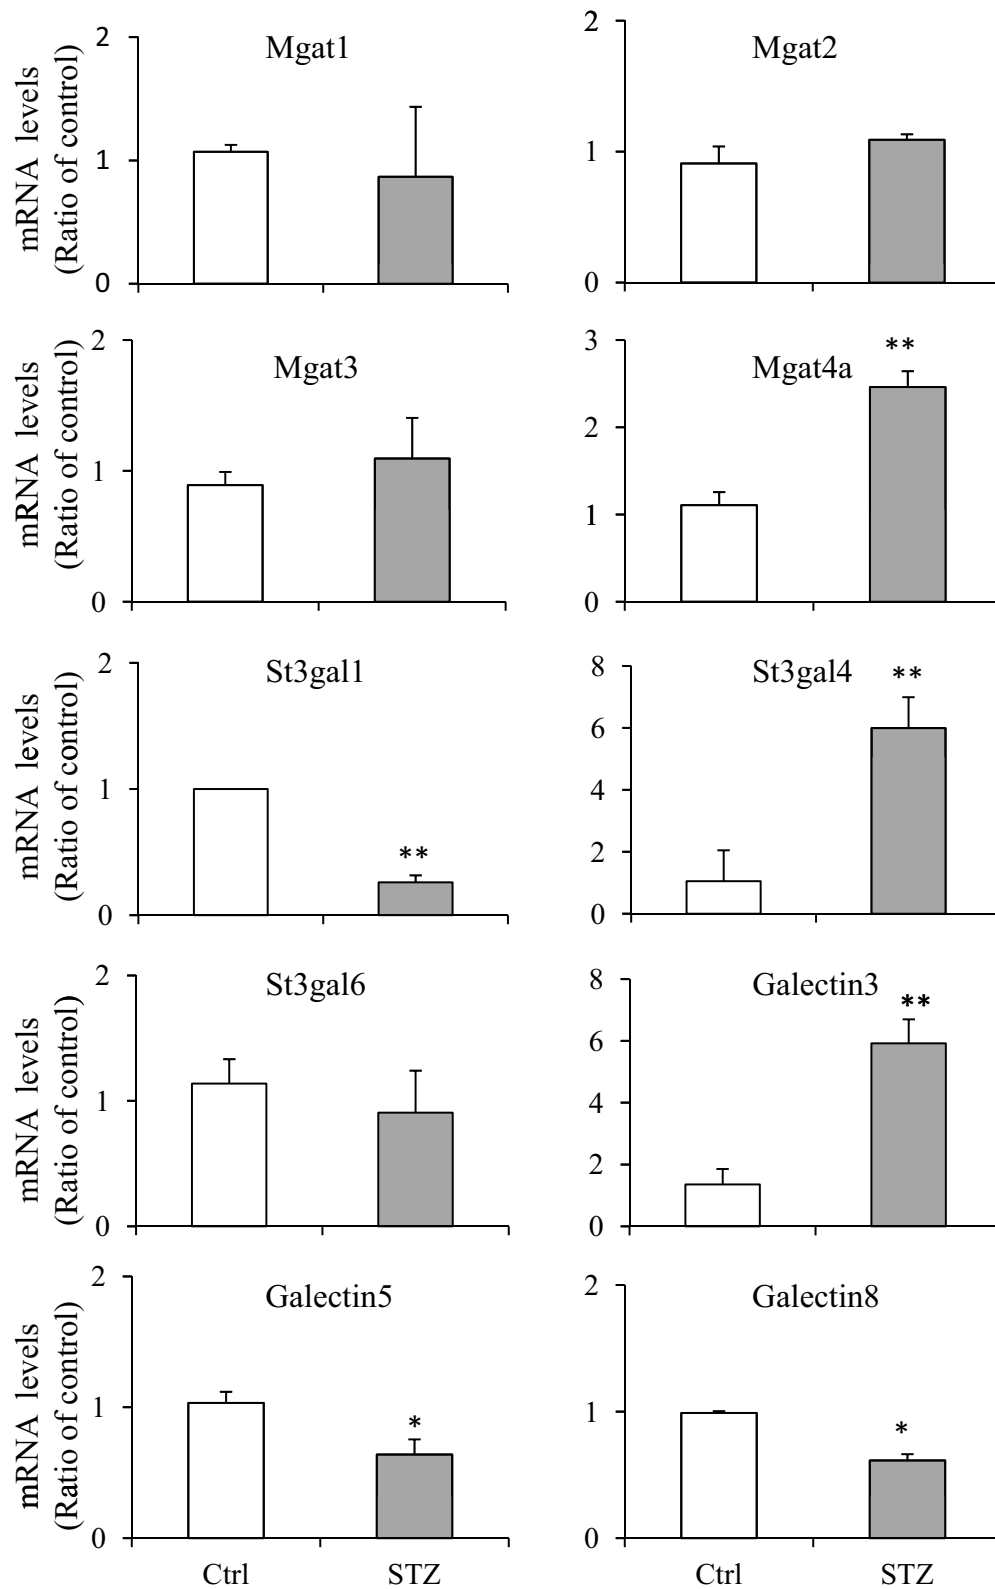 Mgat1
mRNA levels
(Ratio of control)
2
1
0
Mgat2
2
1
0
Mgat3
mRNA levels
(Ratio of control)
2
1
0
Mgat4a
**
3
2
1
0
St3gal1
mRNA levels
(Ratio of control)
2
1
0
**
St3gal4
**
8
6
4
2
0
St3gal6
mRNA levels
(Ratio of control)
2
1
0
Galectin3
**
8
6
4
2
0
Galectin5
mRNA levels
(Ratio of control)
2
1
0
*
Ctrl
STZ
Galectin8
2
1
0
*
Ctrl
STZ